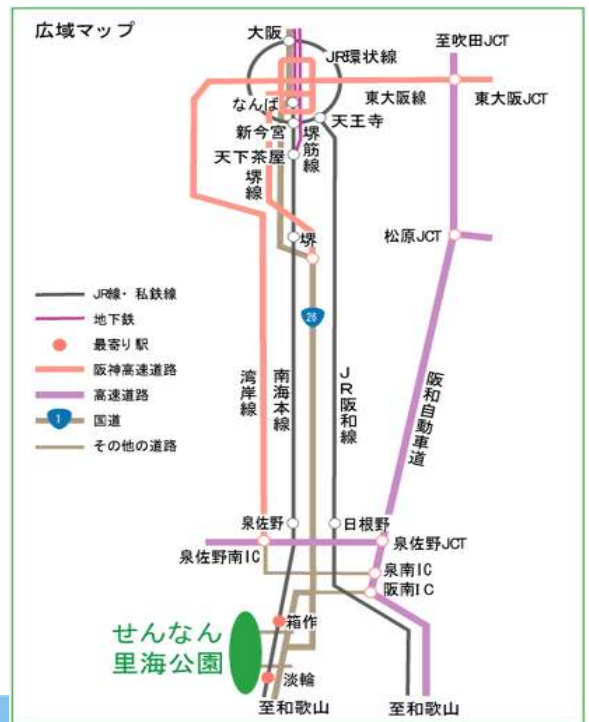 広域マップ
大阪
至吹田JCT
JR環状線
東大阪線
東大阪JCT
なんば
天王寺
新今宮
堺筋線
天下茶屋
堺線
堺
松原JCT
JR線・私鉄線
地下鉄
最寄り駅
阪神高速道路
高速道路
1
国道
その他の道路
26
湾岸線
南海本線
JR阪和線
阪和自動車道
泉佐野
日根野
泉佐野JCT
泉佐野南IC
泉南IC
阪南IC
箱作
せんなん
里海公園
淡輪
至和歌山
至和歌山